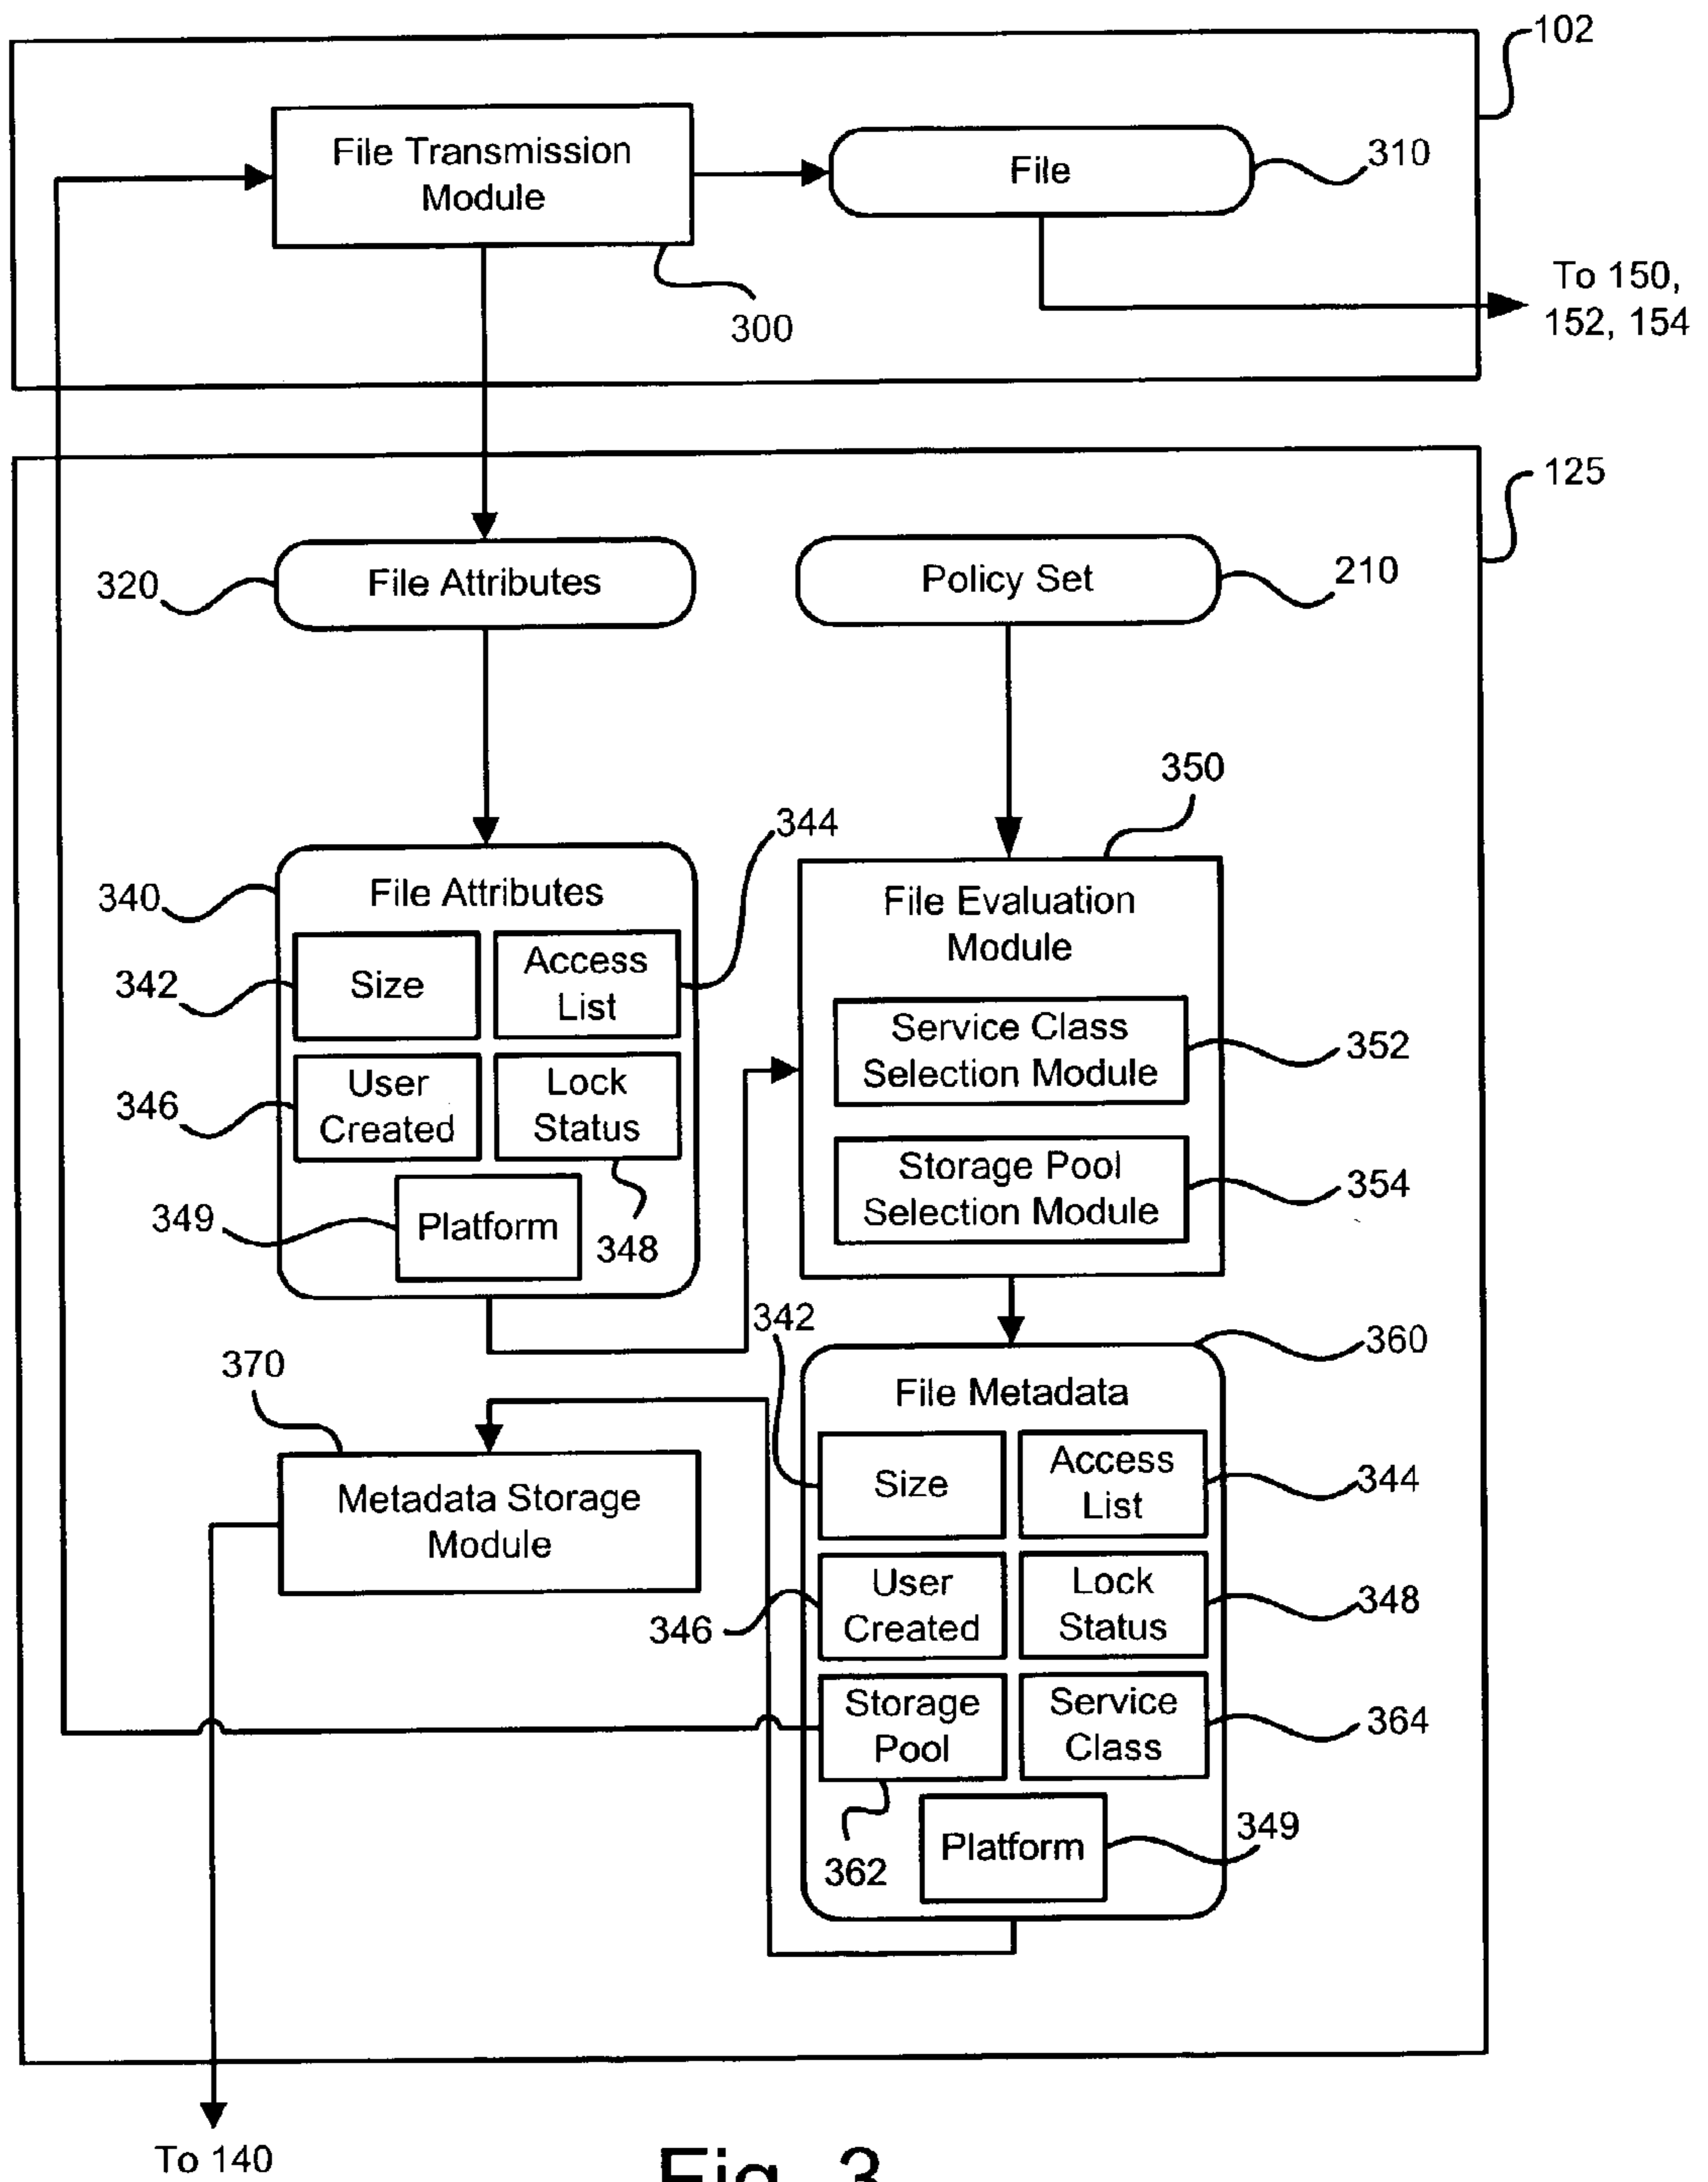 102
File Transmission
Module
File
310
300
To 150,
152, 154
125
320
File Attributes
Policy Set
210
350
344
340
File Attributes
File Evaluation
Module
342
Size
Access
List
Service Class
Selection Module
352
346
User
Created
Lock
Status
Storage Pool
Selection Module
354
349
Platform
348
342
360
370
File Metadata
Metadata Storage
Module
Size
Access
List
344
346
User
Created
Lock
Status
348
Storage
Pool
Service
Class
364
362
Platform
349
To 140
Fig. 3